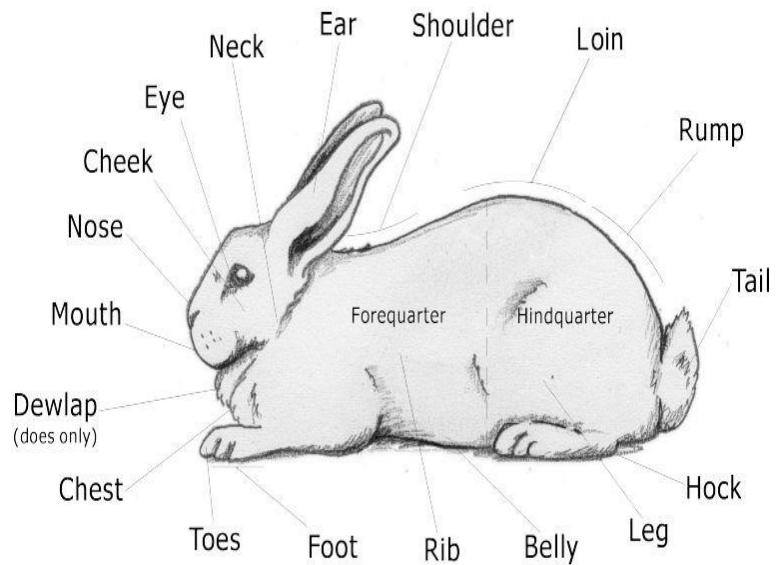 Ear
Shoulder
Neck
Loin
Eye
Rump
Cheek
Nose
Tail
Mouth
Forequarter
Hindquarter
Dewlap
(does only)
Chest
Hock
Toes
Foot
Rib
Belly
Leg